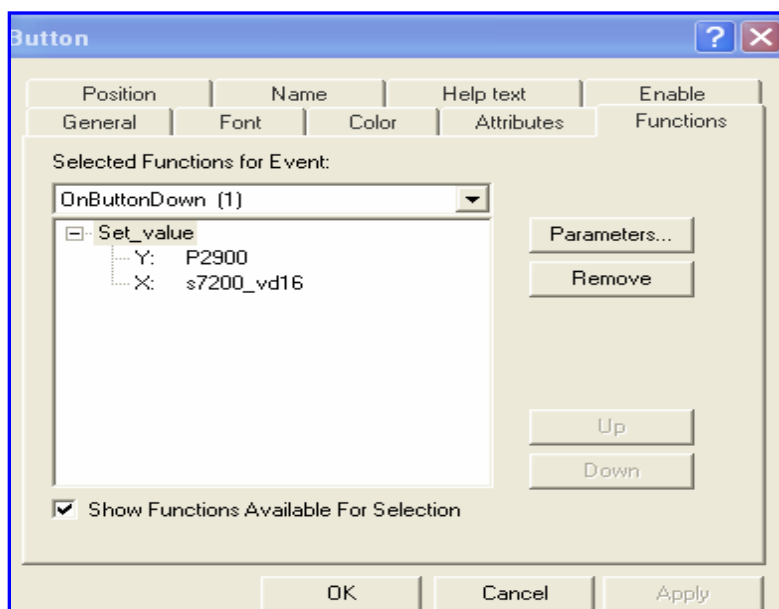 Button ? X
Position Name Help text Enable
General Font Color Attributes Functions
Selected Functions for Event:
OnButtonDown (1)
Set_value
Y: P2900
X: s7200_vd16
Parameters...
Remove
Up
Down
Show Functions Available For Selection
OK Cancel Apply